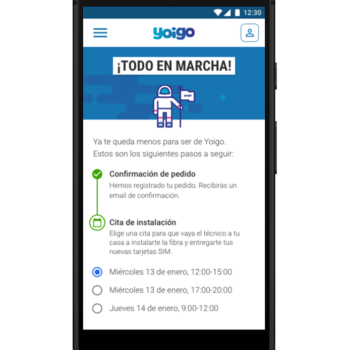 12:30
yoigo
¡TODO EN MARCHA!
Ya te queda menos para ser de Yoigo.
Estos son los siguientes pasos a seguir:
Confirmación de pedido
Hemos registrado tu pedido. Recibirás un
email de confirmación.
Cita de instalación
Elige una cita para que vaya el técnico a tu
casa a instalarte la fibra y entregarte tus
nuevas tarjetas SIM.
Miércoles 13 de enero, 12:00-15:00
Miércoles 13 de enero, 17:00-20:00
Jueves 14 de enero, 9:00-12:00